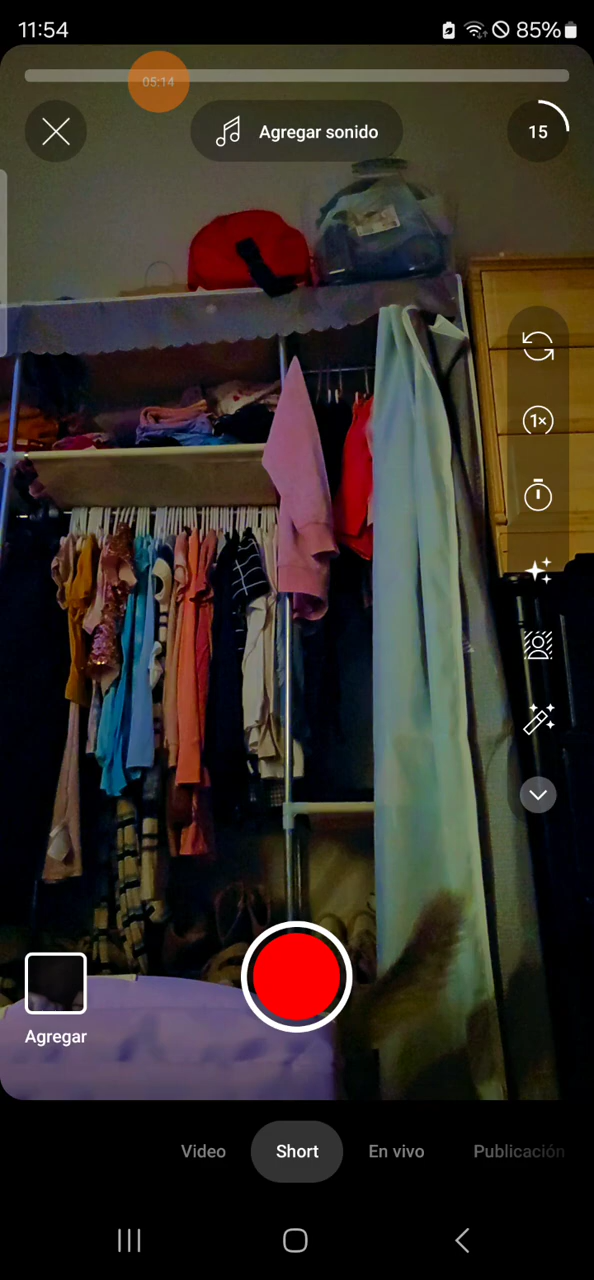 11:54
85%
05:14
Agregar sonido
15
1×
Agregar
Video
Short
En vivo
Publicación